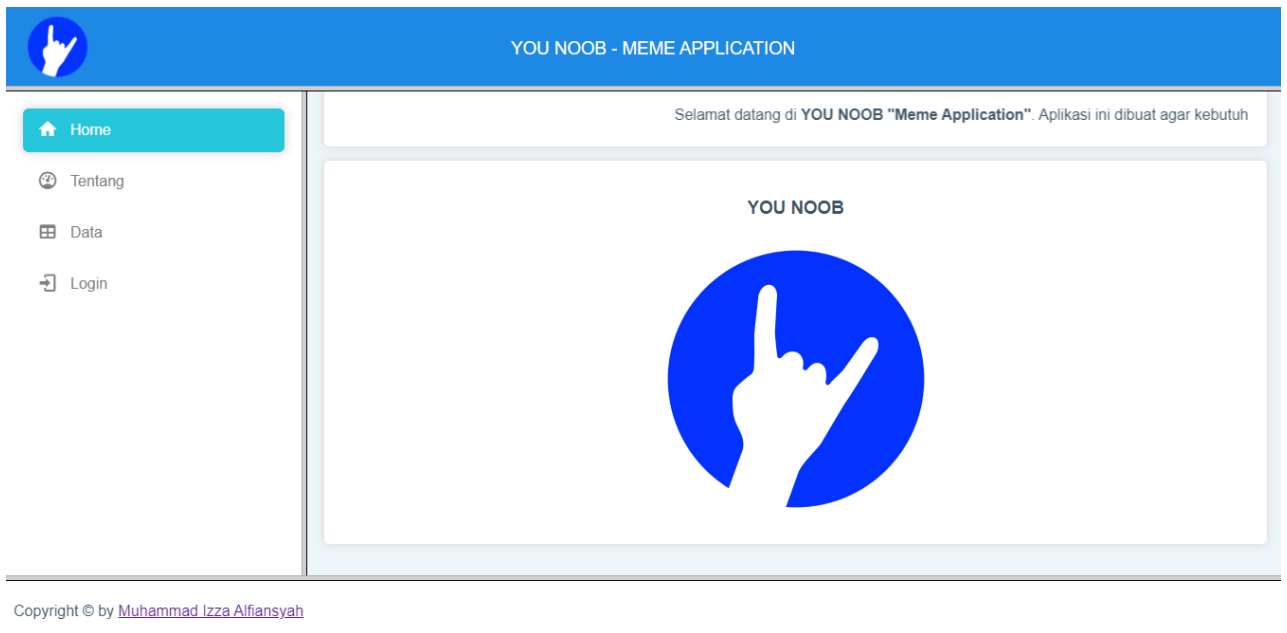 YOU NOOB - MEME APPLICATION
Home
Tentang
Data
Login
Selamat datang di YOU NOOB "Meme Application". Aplikasi ini dibuat agar kebutuh
YOU NOOB
Copyright © by Muhammad Izza Alfiansyah